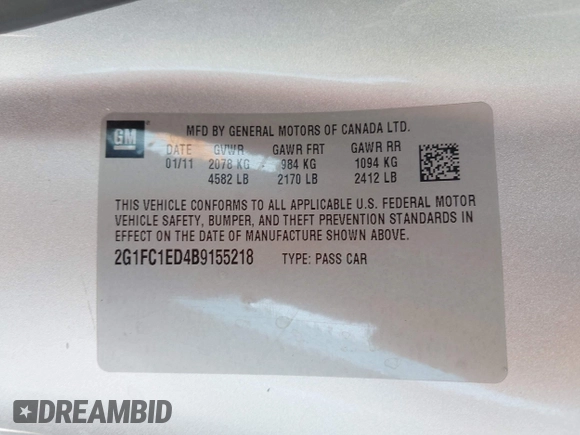 GM
MFD BY GENERAL MOTORS OF CANADA LTD.
DATE GVWR GAWR FRT GAWR RR
01/11 2078 KG 984 KG 1094 KG
4582 LB 2170 LB 2412 LB
THIS VEHICLE CONFORMS TO ALL APPLICABLE U.S. FEDERAL MOTOR
VEHICLE SAFETY, BUMPER, AND THEFT PREVENTION STANDARDS IN
EFFECT ON THE DATE OF MANUFACTURE SHOWN ABOVE.
2G1FC1ED4B9155218 TYPE: PASS CAR
DREAMBID